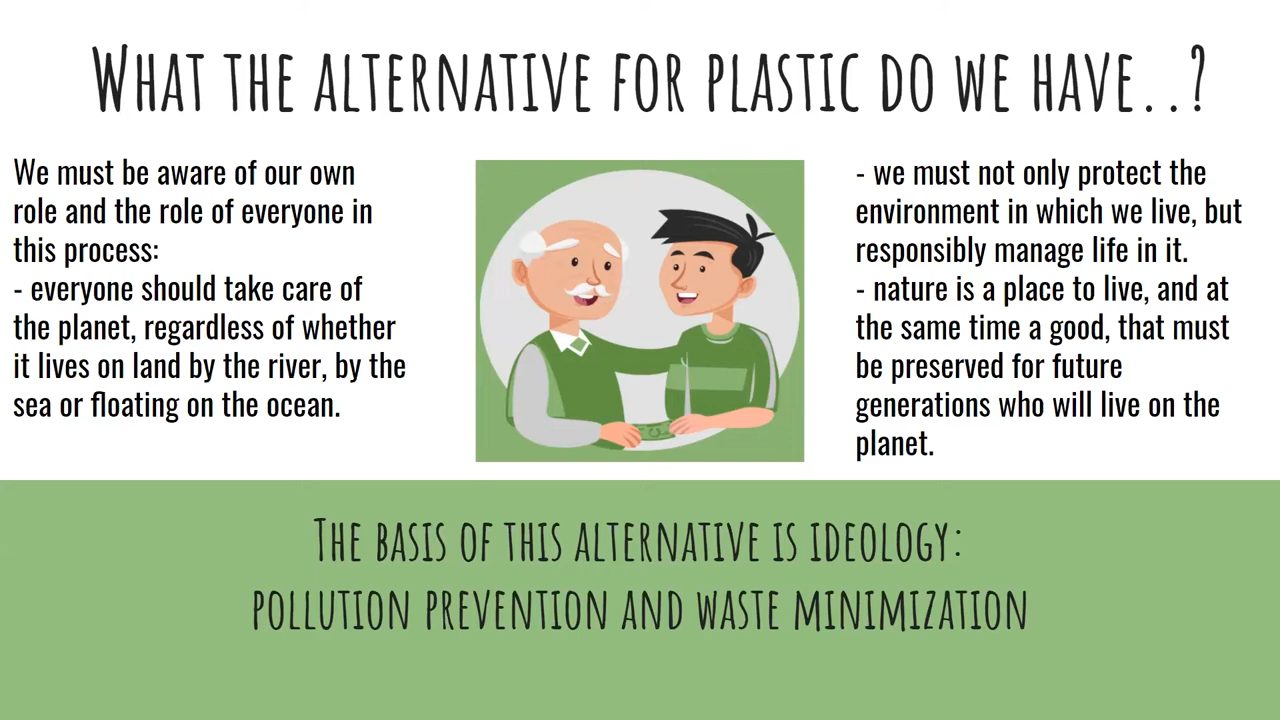 What the alternative for plastic do we have..?
We must be aware of our own
role and the role of everyone in
this process:
- everyone should take care of
the planet, regardless of whether
it lives on land by the river, by the
sea or floating on the ocean.
- we must not only protect the
environment in which we live, but
responsibly manage life in it.
- nature is a place to live, and at
the same time a good, that must
be preserved for future
generations who will live on the
planet.
The basis of this alternative is ideology:
pollution prevention and waste minimization